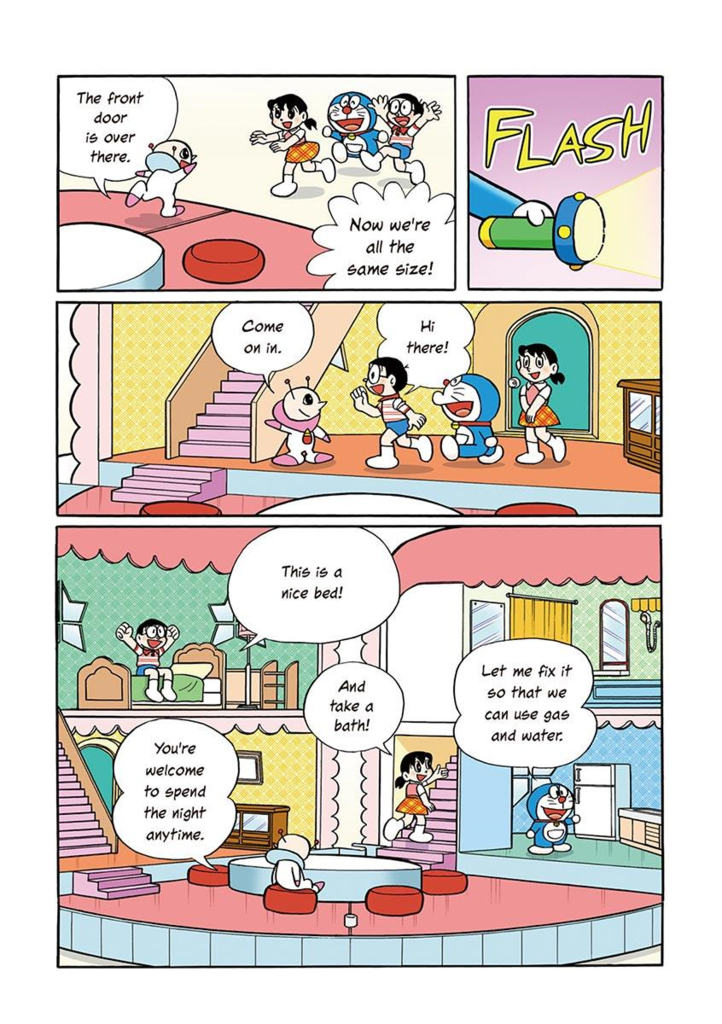 FLASH
Now we're
all the
same size!
The front
door
is over
there.
Hi
there!
Come
on in.
Let me fix it
so that we
can use gas
and water.
And
take a
bath!
This is a
nice bed!
You're
welcome
to spend
the night
anytime.